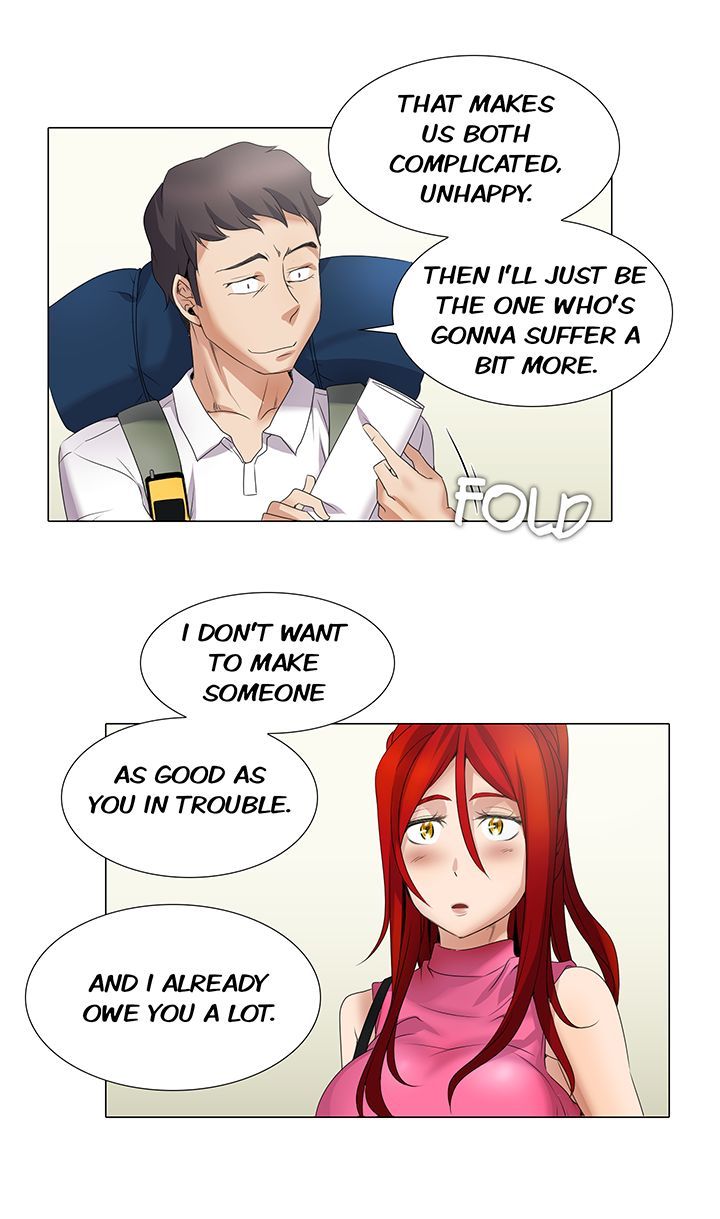 THAT MAKES
US BOTH
COMPLICATED,
UNHAPPY.
THEN I'LL JUST BE
THE ONE WHO'S
GONNA SUFFER A
BIT MORE.
FOLD
I DON'T WANT
TO MAKE
SOMEONE
AS GOOD AS
YOU IN TROUBLE.
AND I ALREADY
OWE YOU A LOT.